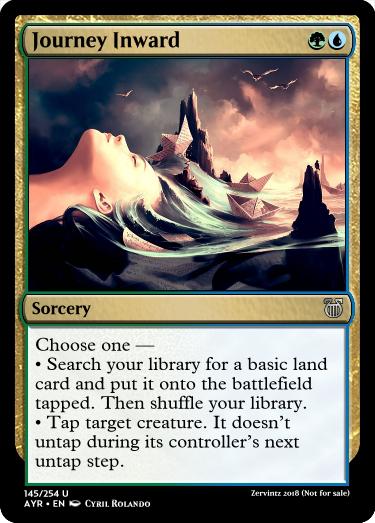 Journey Inward
Sorcery
Choose one —
• Search your library for a basic land
card and put it onto the battlefield
tapped. Then shuffle your library.
• Tap target creature. It doesn't
untap during its controller's next
untap step.
145/254 U
AYR • EN Cyril Rolando
Zervintz 2018 (Not for sale)